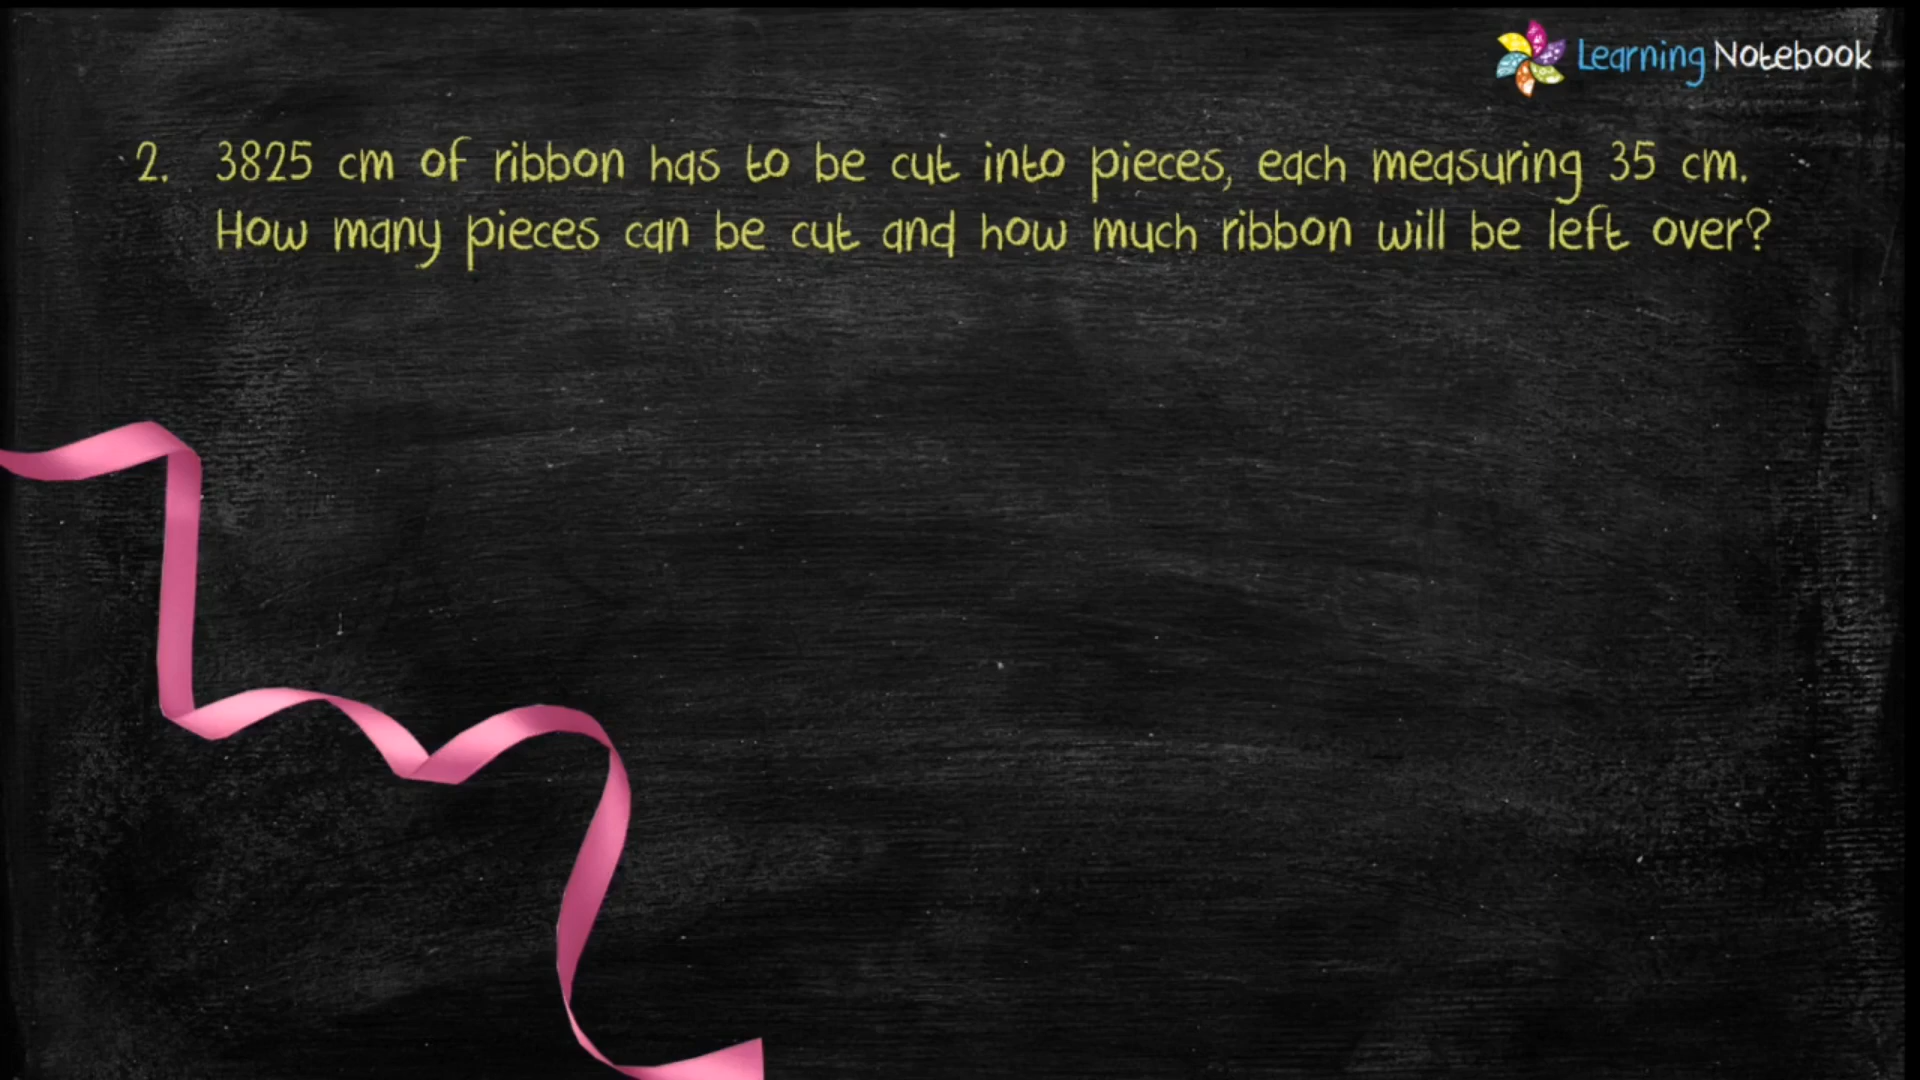 Learning Notebook
2. 3825 cm of ribbon has to be cut into pieces, each measuring 35 cm.
How many pieces can be cut and how much ribbon will be left over?